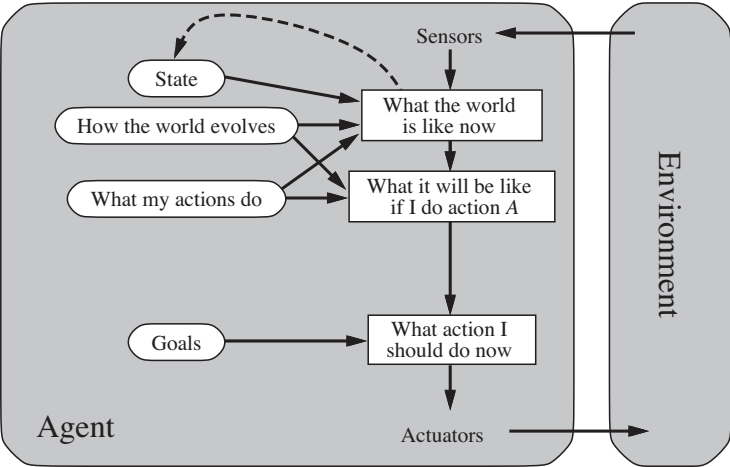 Sensors
State
What the world
is like now
How the world evolves
What my actions do
What it will be like
if I do action A
Goals
What action I
should do now
Agent
Actuators
Environment